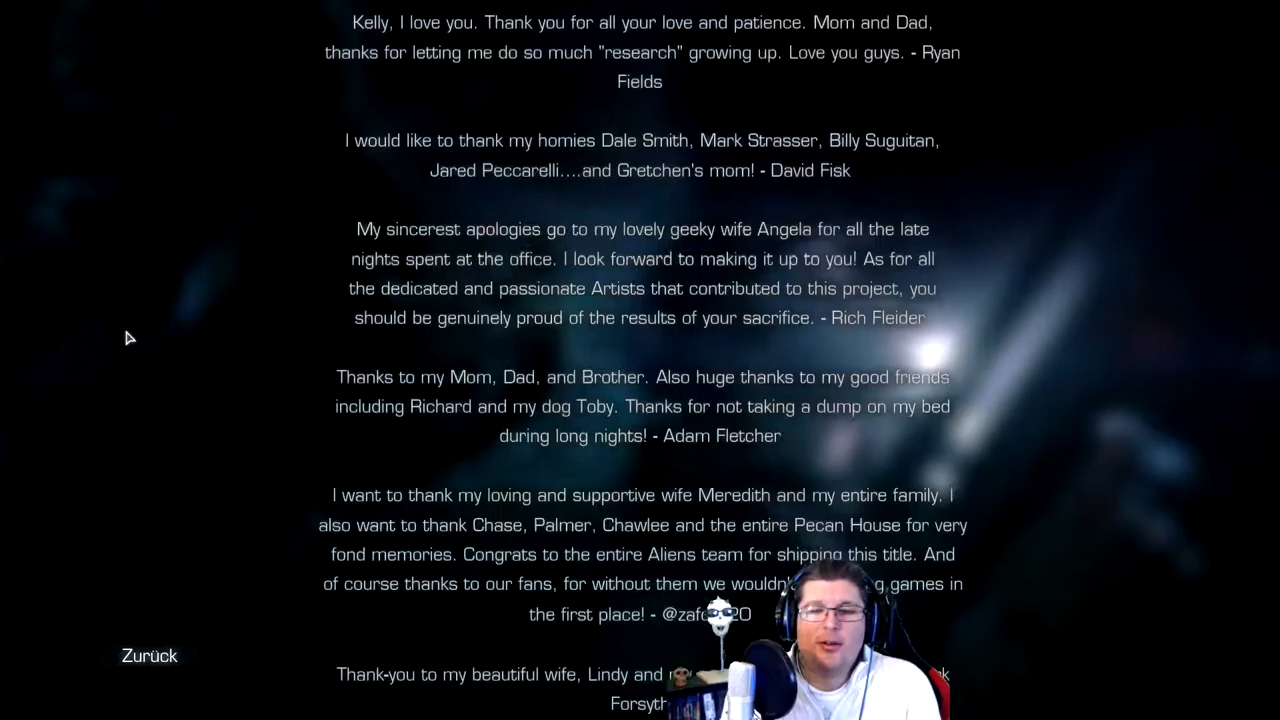 Kelly, I love you. Thank you for all your love and patience. Mom and Dad,
thanks for letting me do so much "research" growing up. Love you guys. - Ryan
Fields
I would like to thank my homies Dale Smith, Mark Strasser, Billy Suguitan,
Jared Peccarelli....and Gretchen's mom! - David Fisk
My sincerest apologies go to my lovely geeky wife Angela for all the late
nights spent at the office. I look forward to making it up to you! As for all
the dedicated and passionate Artists that contributed to this project, you
should be genuinely proud of the results of your sacrifice. - Rich Fleider
Thanks to my Mom, Dad, and Brother. Also huge thanks to my good friends
including Richard and my dog Toby. Thanks for not taking a dump on my bed
during long nights! - Adam Fletcher
I want to thank my loving and supportive wife Meredith and my entire family. I
also want to thank Chase, Palmer, Chawlee and the entire Pecan House for very
fond memories. Congrats to the entire Aliens team for shipping this title. And
of course thanks to our fans, for without them we games in
the first place! -
Zurück
Thank-you to my beautiful wife, Lindy and